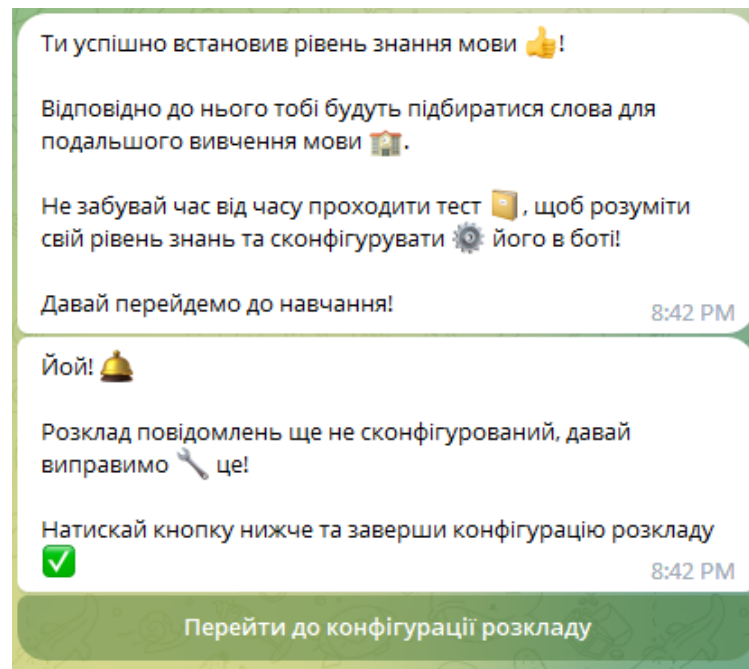 Ти успішно встановив рівень знання мови 👍!
Відповідно до нього тобі будуть підбиратися слова для
подальшого вивчення мови 🏫.
Не забувай час від часу проходити тест 📔, щоб розуміти
свій рівень знань та сконфігурувати ⚙️ його в боті!
Давай перейдемо до навчання!
8:42 PM
Йой! 🛎️
Розклад повідомлень ще не сконфігурований, давай
виправимо 🔧 це!
Натискай кнопку нижче та заверши конфігурацію розкладу
✅
8:42 PM
Перейти до конфігурації розкладу